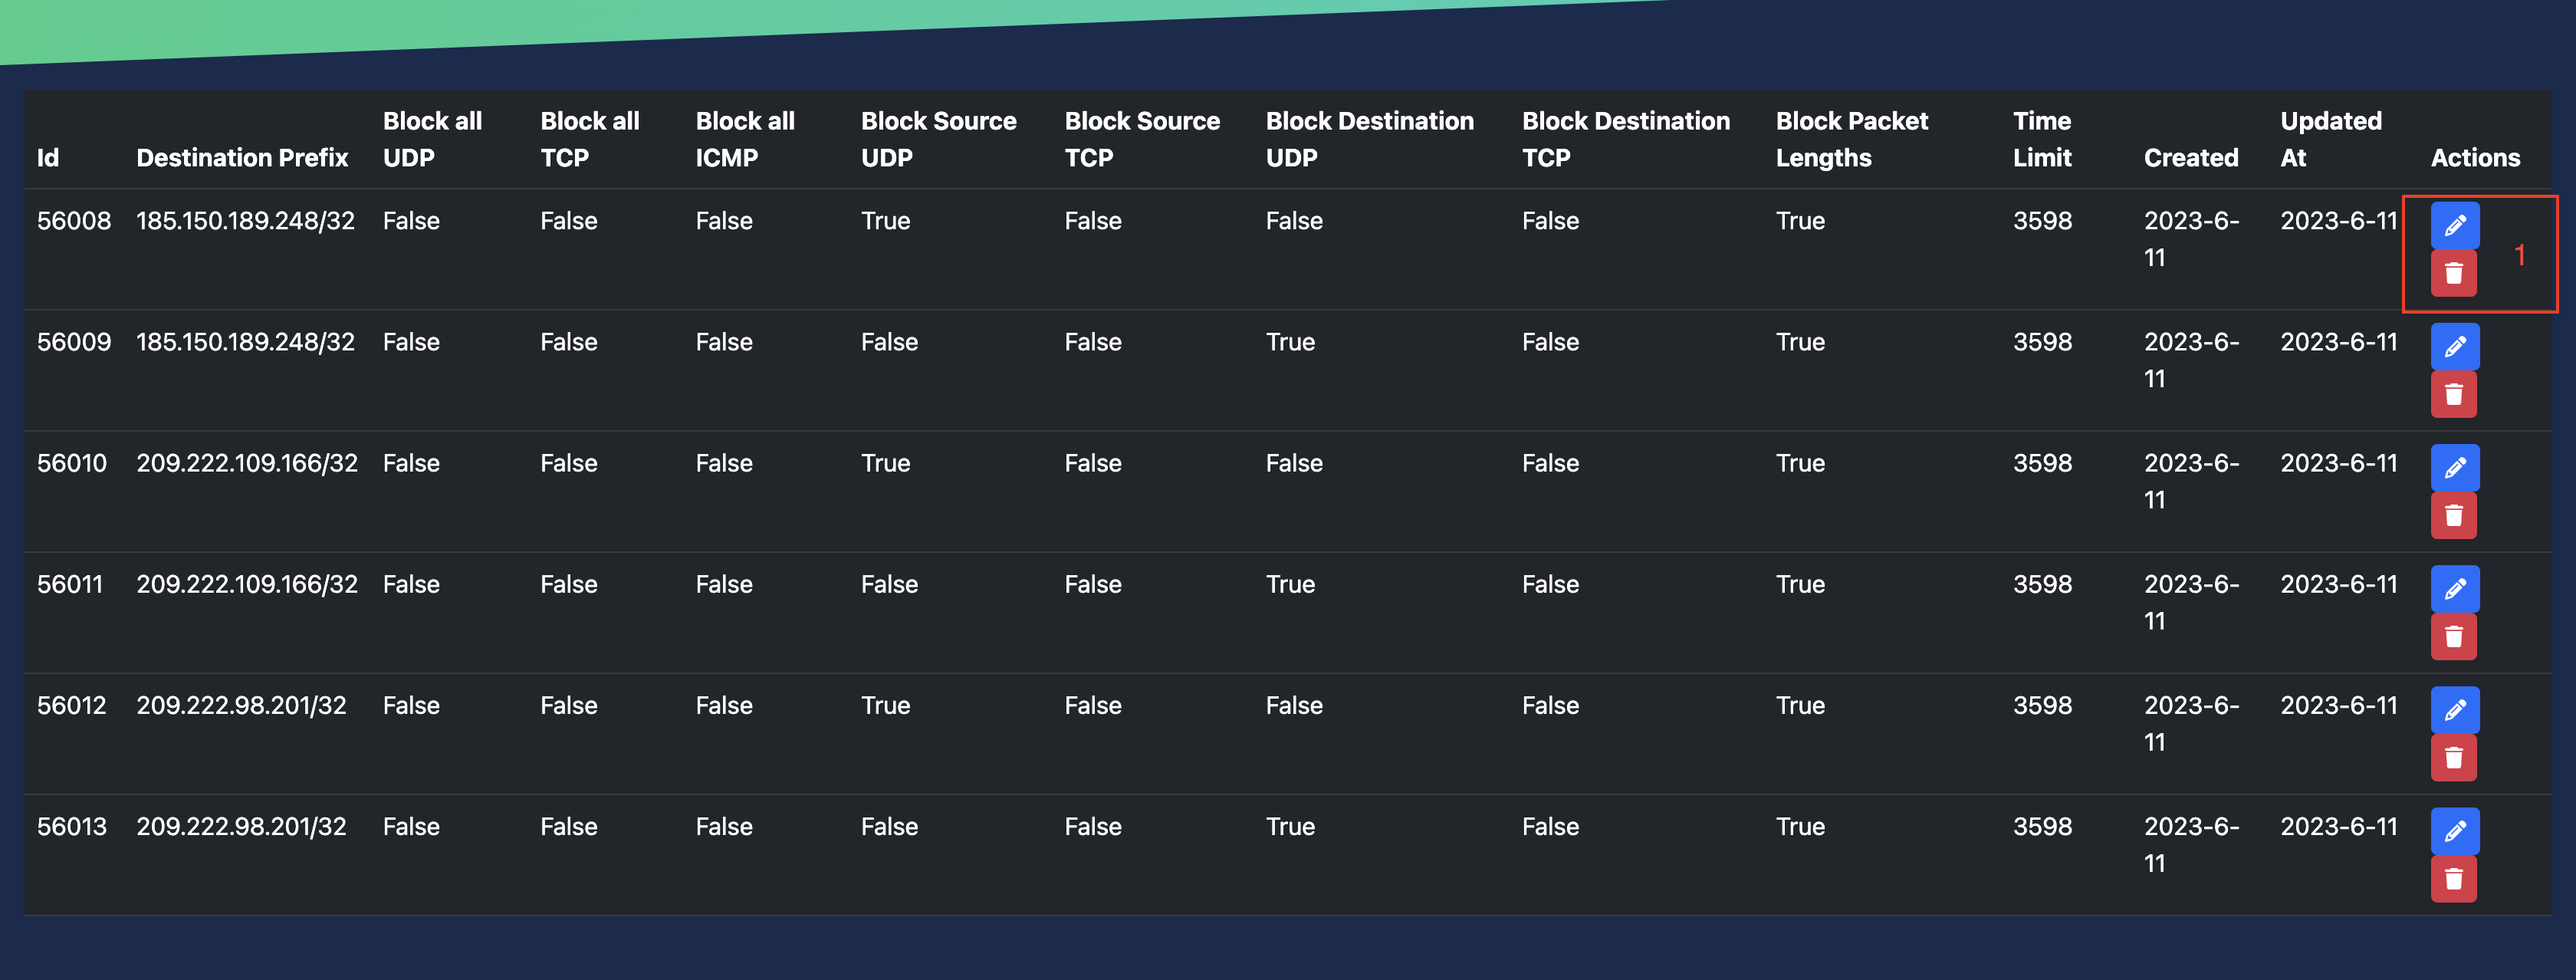 Id Destination Prefix Block all UDP Block all TCP Block all ICMP Block Source UDP Block Source TCP Block Destination UDP Block Destination TCP Block Packet Lengths Time Limit Created Updated At Actions
56008 185.150.189.248/32 False False False True False False False True 3598 2023-6-11 2023-6-11 1
56009 185.150.189.248/32 False False False False False True False True 3598 2023-6-11 2023-6-11
56010 209.222.109.166/32 False False False True False False False True 3598 2023-6-11 2023-6-11
56011 209.222.109.166/32 False False False False False True False True 3598 2023-6-11 2023-6-11
56012 209.222.98.201/32 False False False True False False False True 3598 2023-6-11 2023-6-11
56013 209.222.98.201/32 False False False False False True False True 3598 2023-6-11 2023-6-11